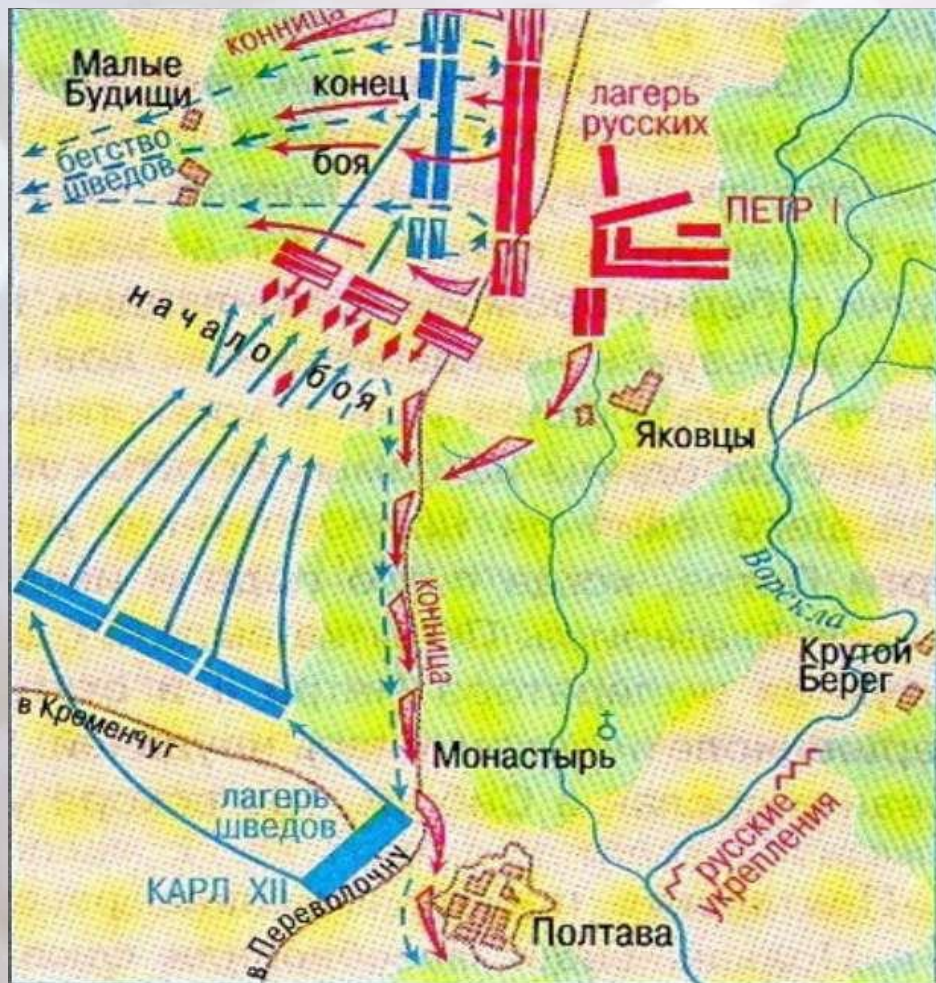 конница
Малые
Будищи
конец
боя
бегство
шведов
лагерь
русских
ПЕТР I
начало боя
Яковцы
Ворскла
конница
Крутой
Берег
в Кременчуг
Монастырь
лагерь
шведов
КАРЛ XII
в Переволочну
русские
укрепления
Полтава